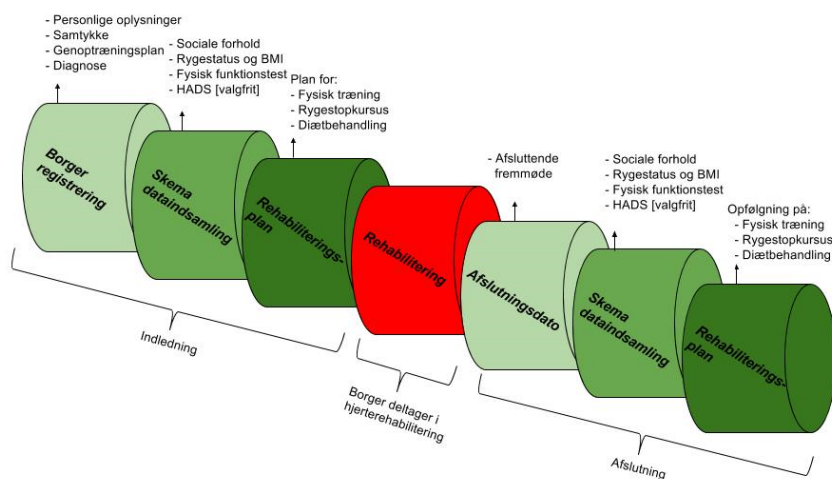 - Personlige oplysninger
- Samtykke
- Genoptræningsplan
- Diagnose
- Sociale forhold
- Rygestatus og BMI
- Fysisk funktionstest
- HADS [valgfrit]
Plan for:
- Fysisk træning
- Rygestopkursus
- Diætbehandling
- Afsluttende
fremmøde
- Sociale forhold
- Rygestatus og BMI
- Fysisk funktionstest
- HADS [valgfrit]
Opfølgning på:
- Fysisk træning
- Rygestopkursus
- Diætbehandling
Borger
registrering
Skema
dataindsamling
Rehabiliterings-
plan
Rehabilitering
Afslutningsdato
Skema
dataindsamling
Rehabiliterings-
plan
Indledning
Borger deltager i
hjerterehabilitering
Afslutning